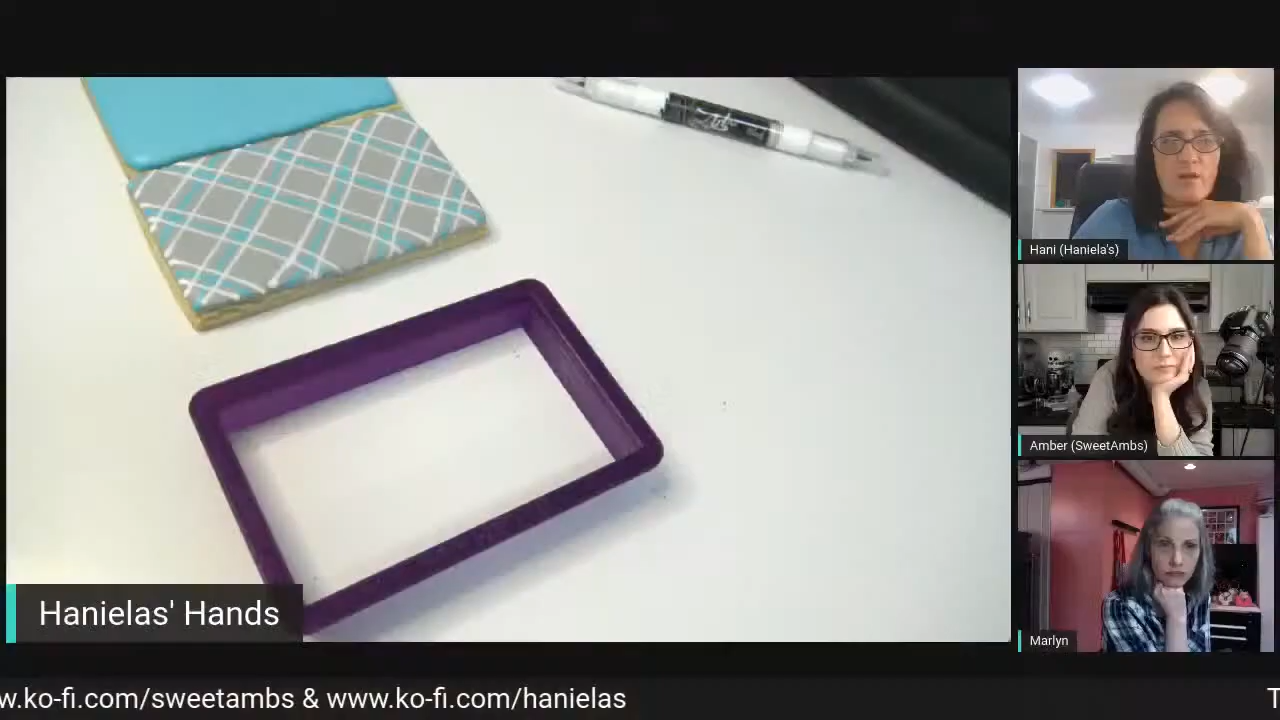 Hani (Haniela's)
Amber (SweetAmbs)
Marlyn
Hanielas' Hands
w.ko-fi.com/sweetambs & www.ko-fi.com/hanielas
T